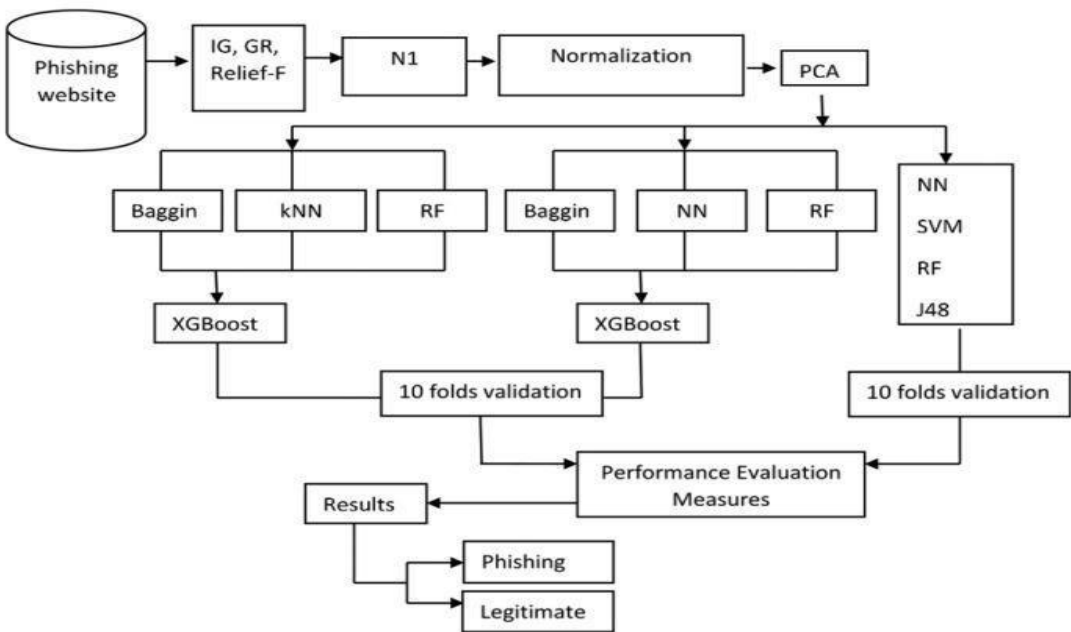 Phishing
website
IG, GR,
Relief-F
N1
Normalization
PCA
Baggin
kNN
RF
XGBoost
Baggin
NN
RF
XGBoost
NN
SVM
RF
J48
10 folds validation
10 folds validation
Performance Evaluation
Measures
Results
Phishing
Legitimate